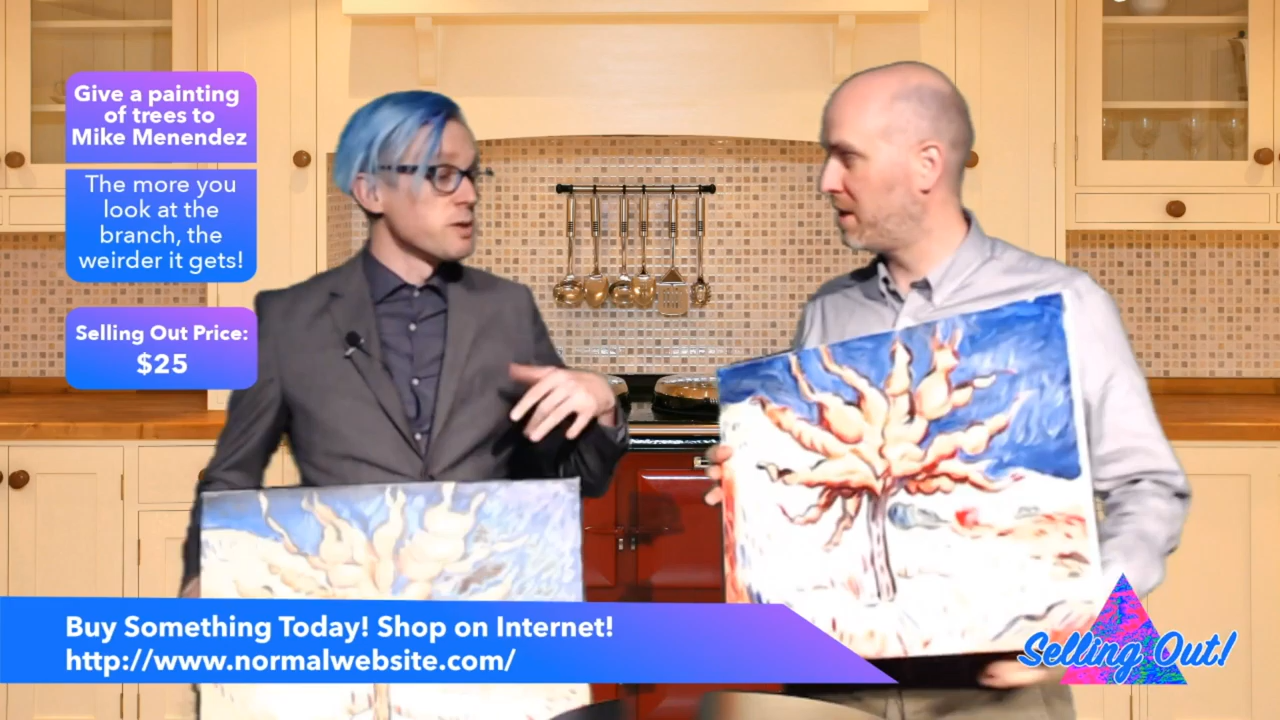 Give a painting
of trees to
Mike Menendez
The more you
look at the
branch, the
weirder it gets!
Selling Out Price:
$25
Buy Something Today! Shop on Internet!
http://www.normalwebsite.com/
Selling Out!